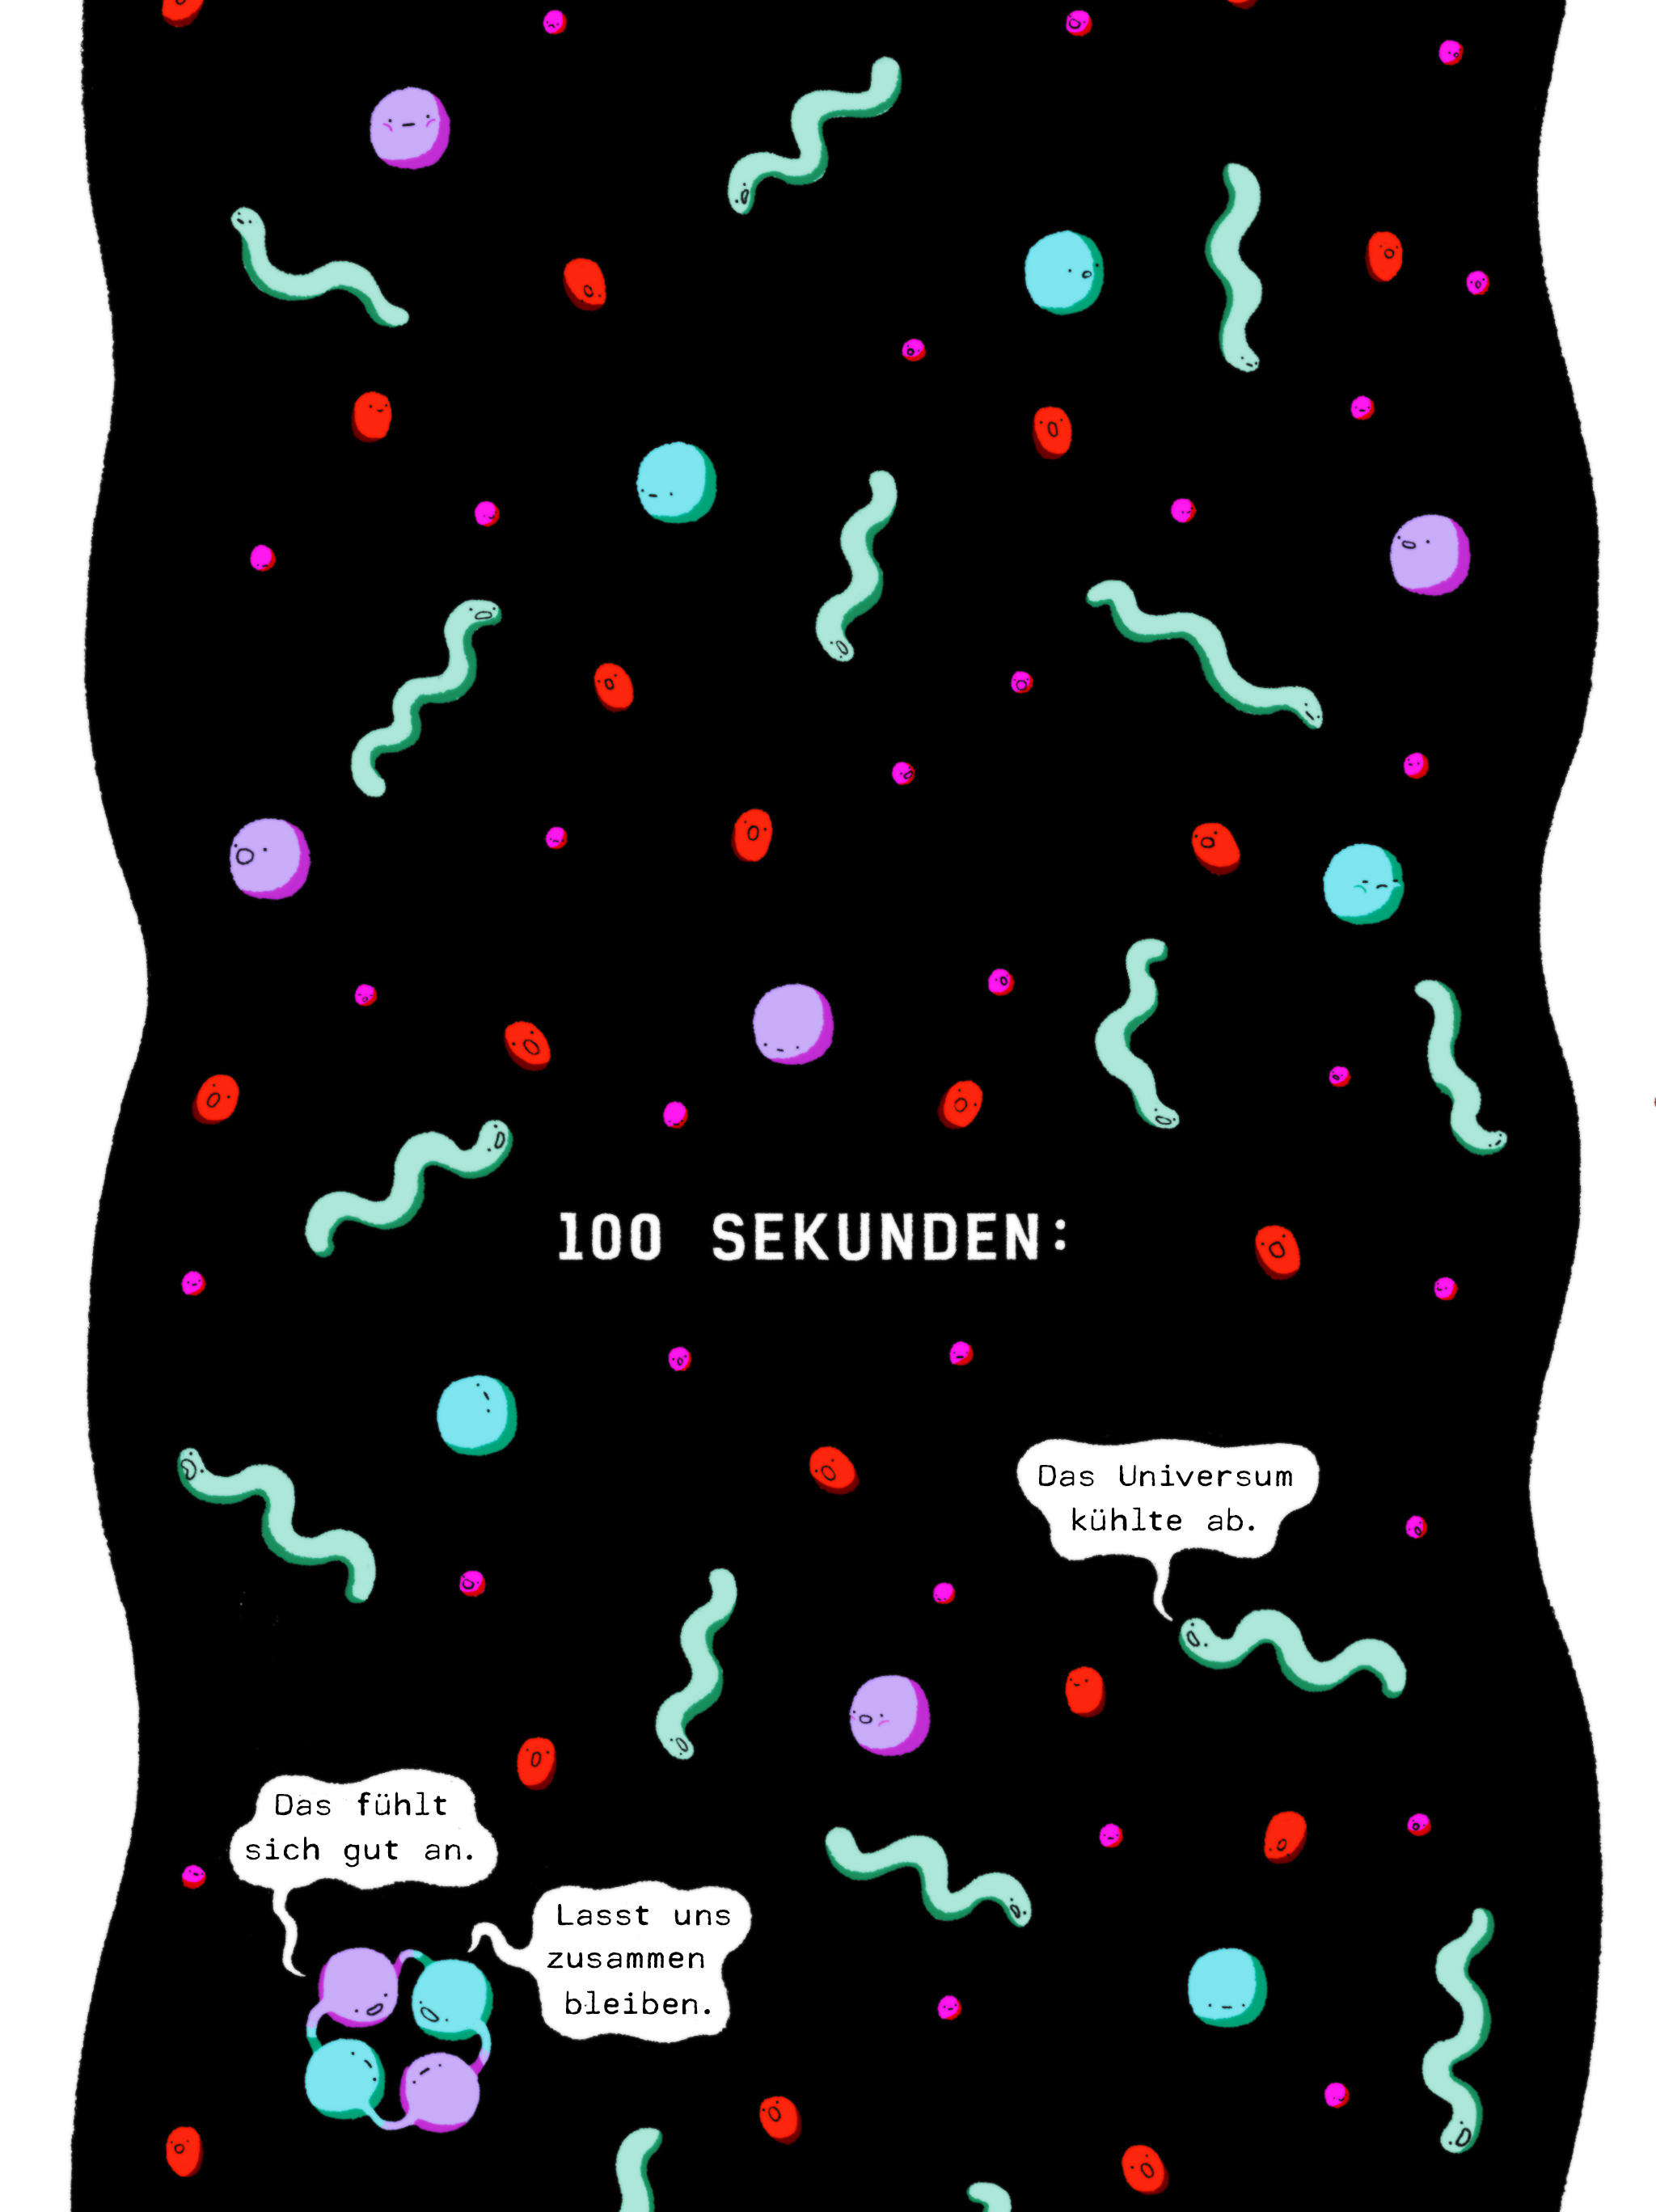 100 SEKUNDEN:
Das Universum
kühlte ab.
Das fühlt
sich gut an.
Lasst uns
zusammen
bleiben.